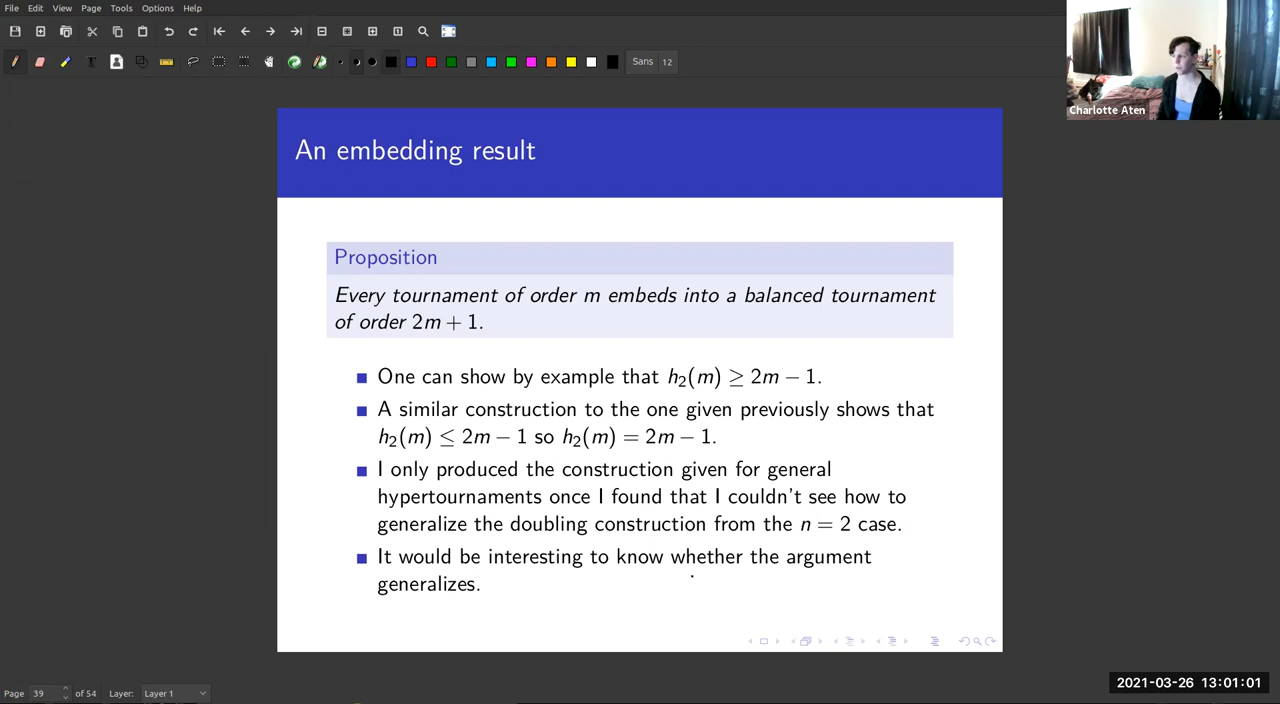 File Edit View Page Tools Options Help
Sans 12
Charlotte Aten
An embedding result
Proposition
Every tournament of order m embeds into a balanced tournament
of order 2m + 1.
One can show by example that h₂(m) ≥ 2m − 1.
A similar construction to the one given previously shows that
h₂(m) ≤ 2m − 1 so h₂(m) = 2m − 1.
I only produced the construction given for general
hypertournaments once I found that I couldn't see how to
generalize the doubling construction from the n = 2 case.
It would be interesting to know whether the argument
generalizes.
2021-03-26 13:01:01
Page 39 of 54 Layer: Layer 1